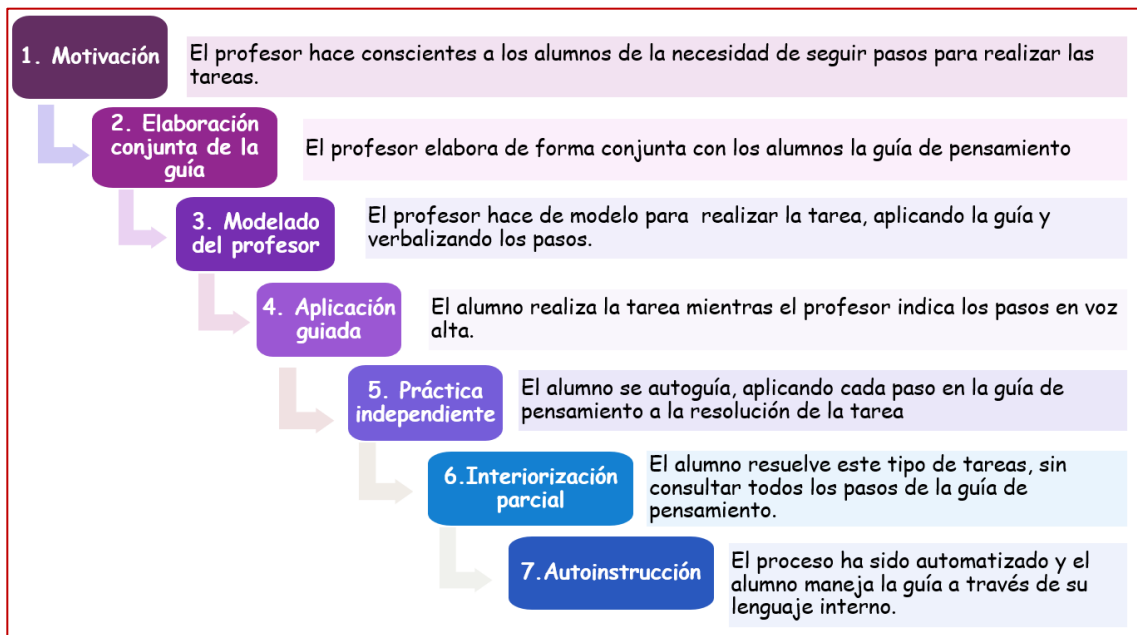 1. Motivación
El profesor hace conscientes a los alumnos de la necesidad de seguir pasos para realizar las
tareas.
2. Elaboración
conjunta de la
guía
El profesor elabora de forma conjunta con los alumnos la guía de pensamiento
3. Modelado
del profesor
El profesor hace de modelo para realizar la tarea, aplicando la guía y
verbalizando los pasos.
4. Aplicación
guiada
El alumno realiza la tarea mientras el profesor indica los pasos en voz
alta.
5. Práctica
independiente
El alumno se autoguía, aplicando cada paso en la guía de
pensamiento a la resolución de la tarea
6.Interiorización
parcial
El alumno resuelve este tipo de tareas, sin
consultar todos los pasos de la guía de
pensamiento.
7.Autoinstrucción
El proceso ha sido automatizado y el
alumno maneja la guía a través de su
lenguaje interno.